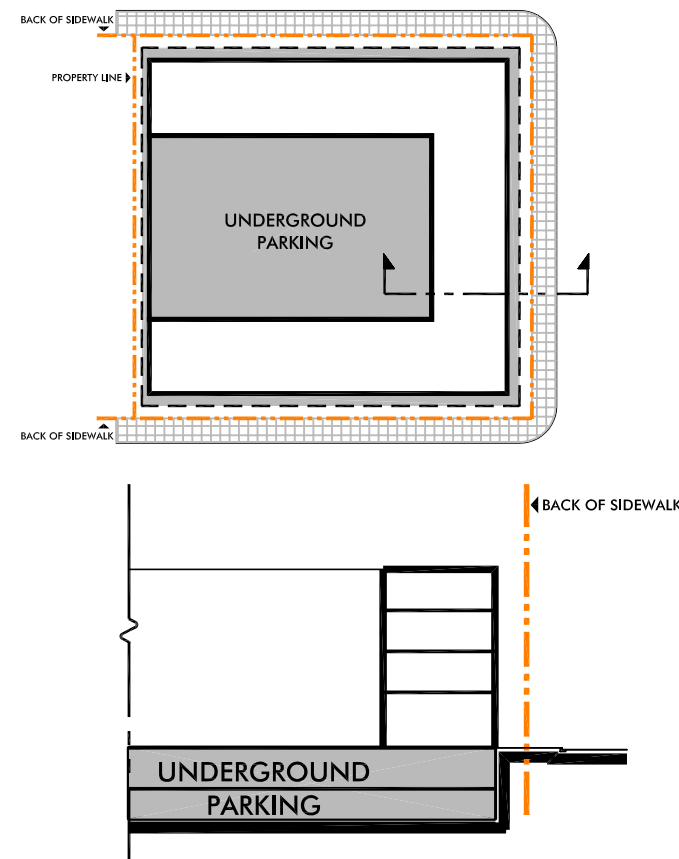 BACK OF SIDEWALK
PROPERTY LINE
UNDERGROUND
PARKING
BACK OF SIDEWALK
BACK OF SIDEWALK
UNDERGROUND
PARKING